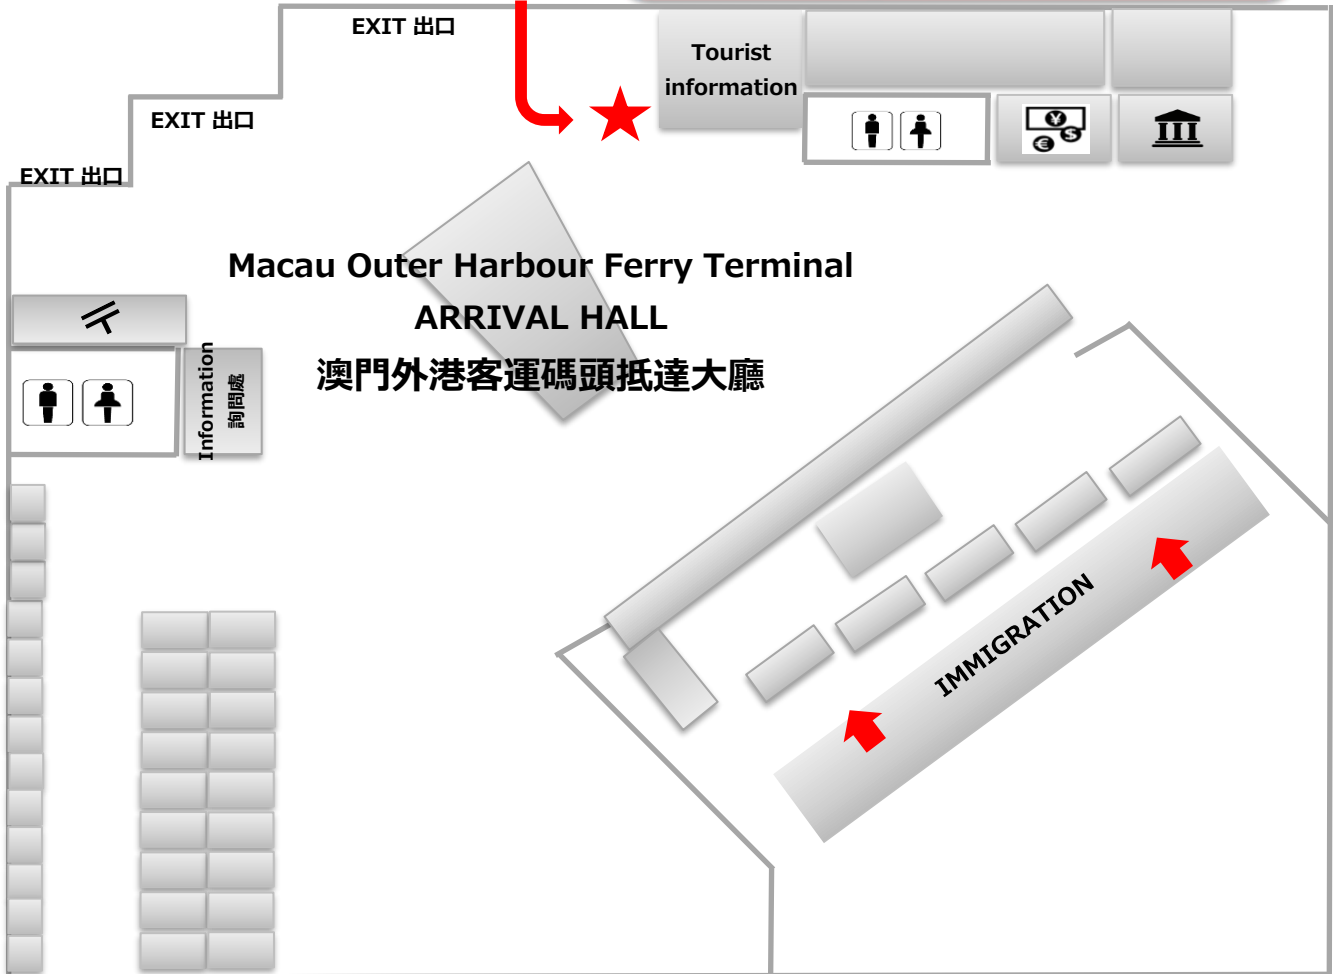 EXIT 出口
Tourist
information
EXIT 出口
EXIT 出口
Macau Outer Harbour Ferry Terminal
ARRIVAL HALL
澳門外港客運碼頭抵達大廳
Information
詢問處
IMMIGRATION